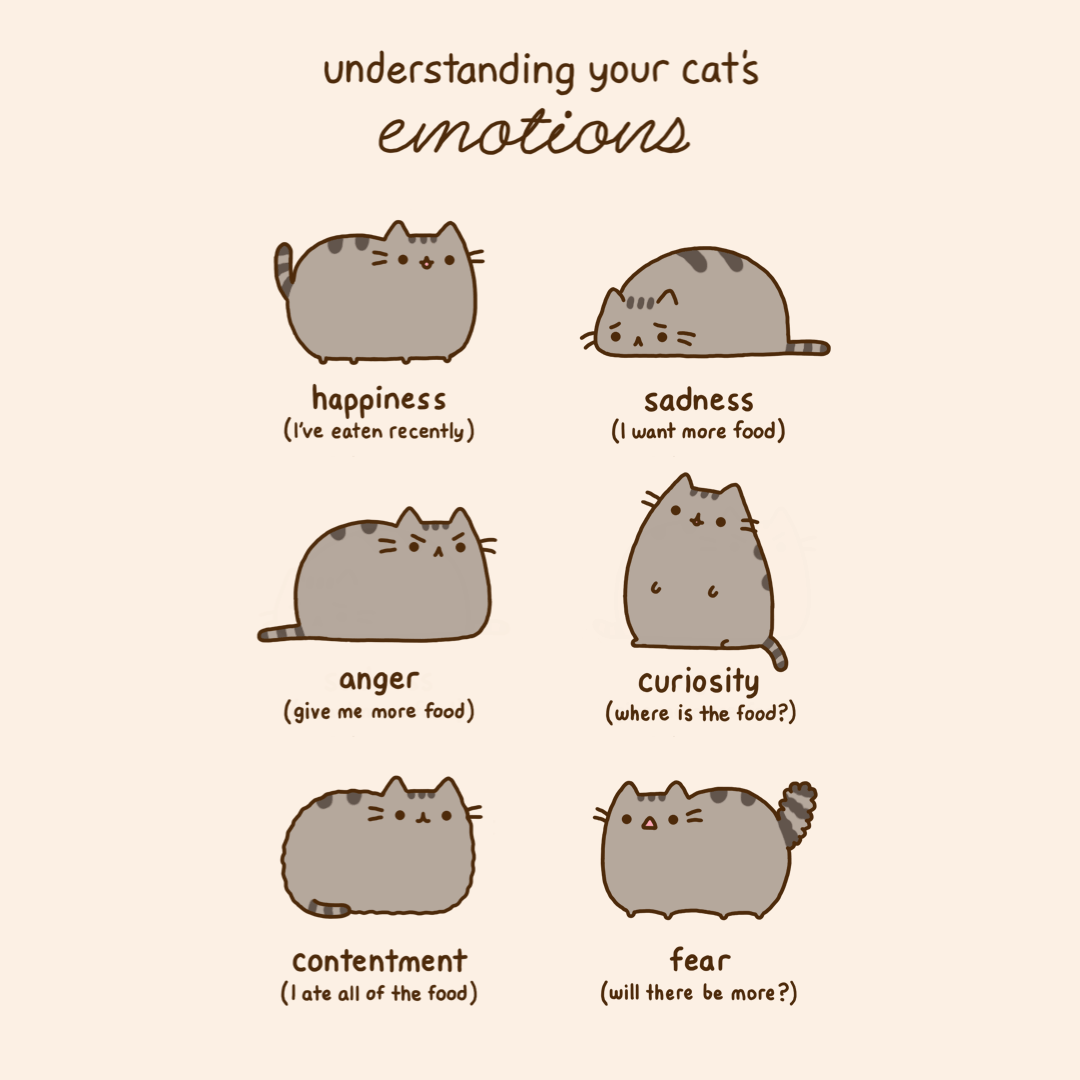 understanding your cat's
emotions
happiness
(I've eaten recently)
sadness
(I want more food)
anger
(give me more food)
curiosity
(where is the food?)
contentment
(I ate all of the food)
fear
(will there be more?)